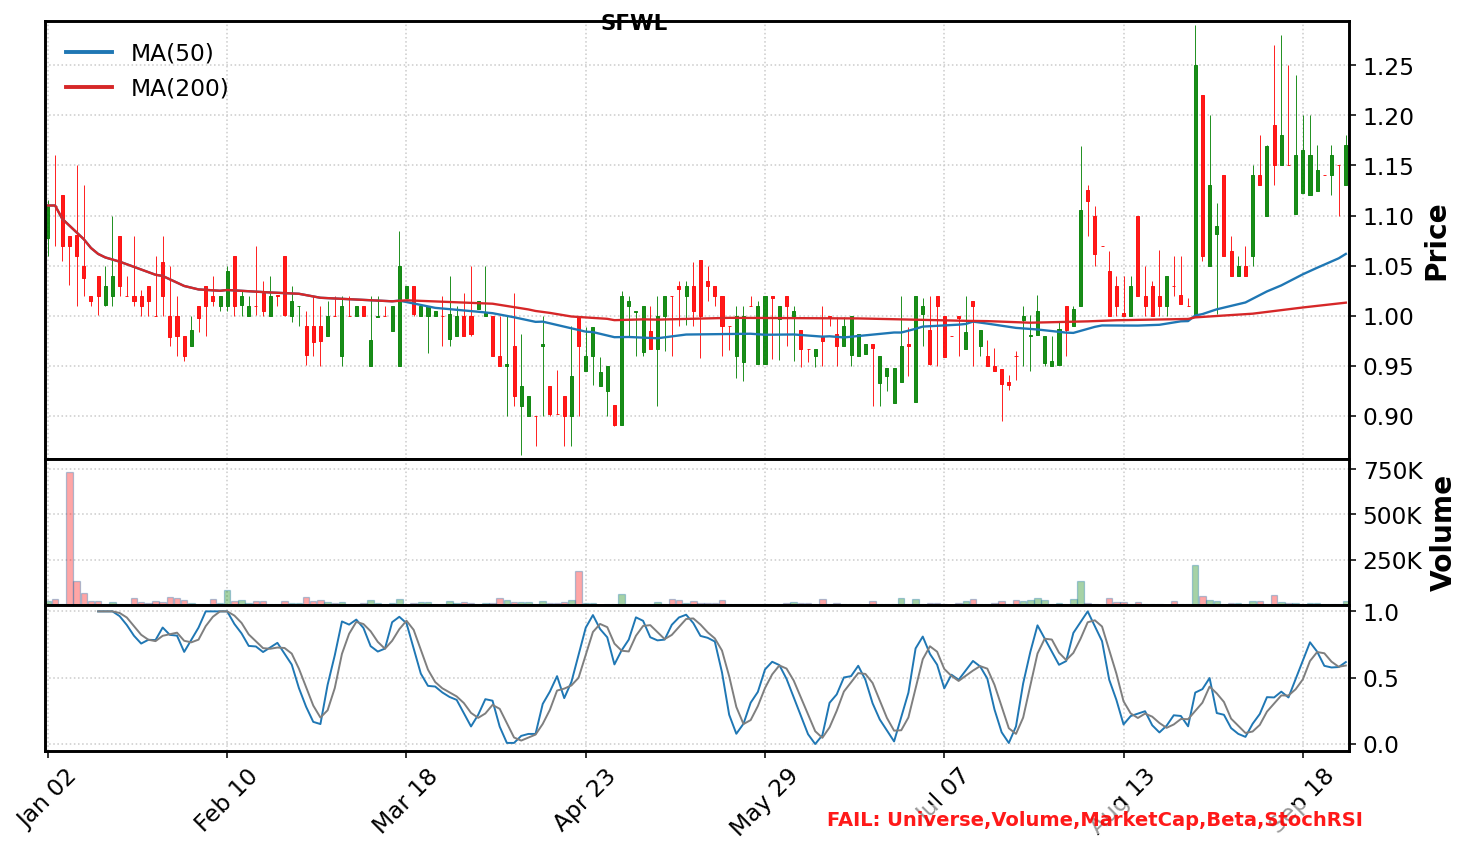 SFWL
MA(50)
MA(200)
1.25
1.20
1.15
1.10
1.05
1.00
0.95
0.90
Price
750K
500K
250K
Volume
1.0
0.5
0.0
Jan 02
Feb 10
Mar 18
Apr 23
May 29
Jul 07
Aug 13
Sep 18
FAIL: Universe,Volume,MarketCap,Beta,StochRSI